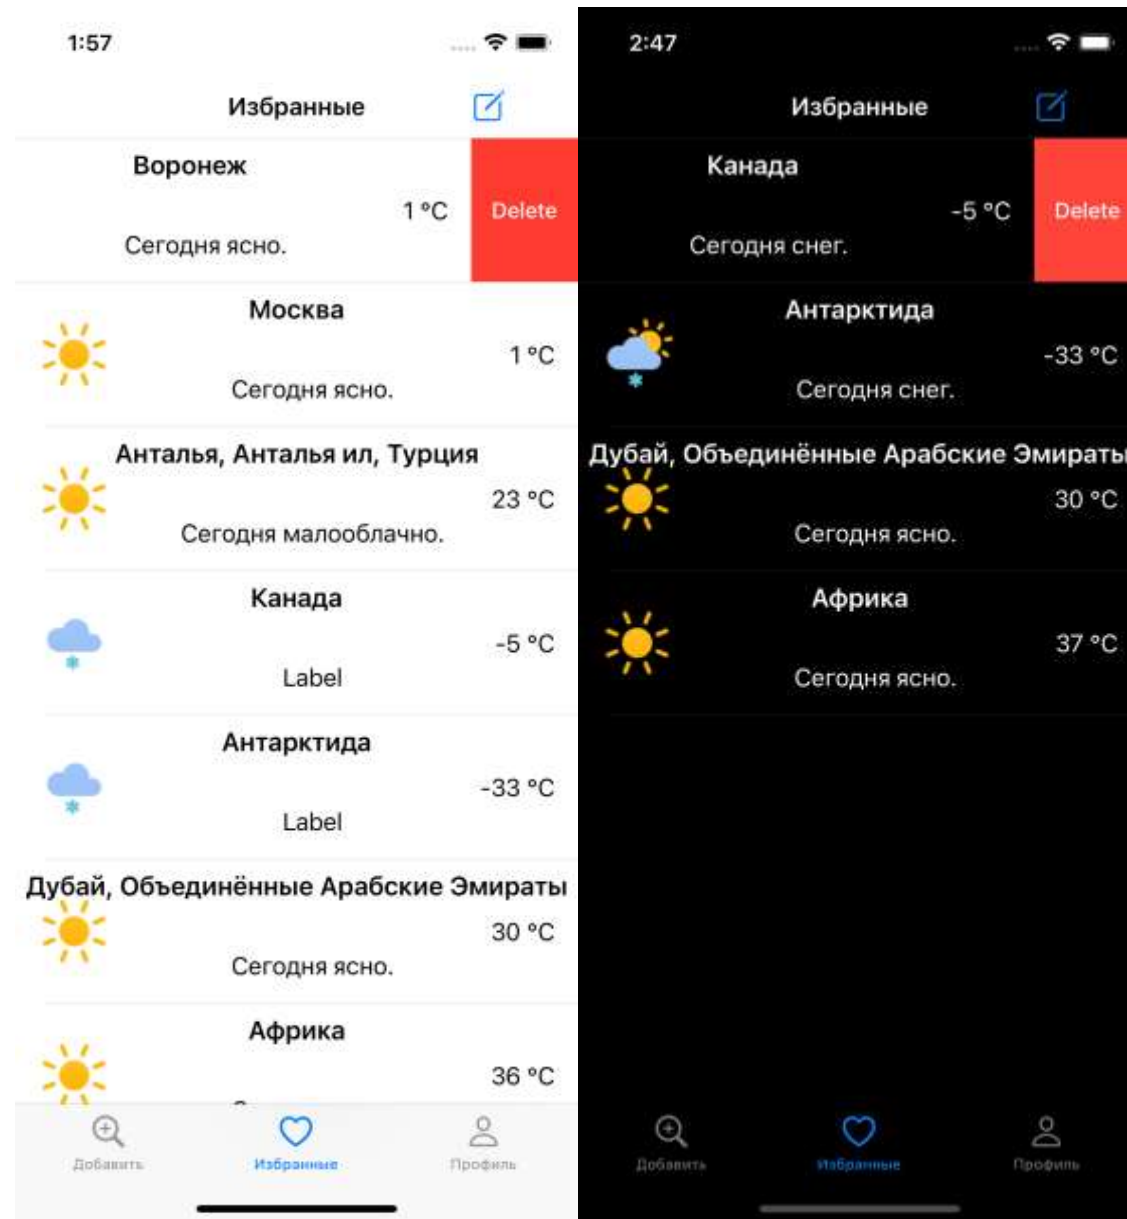 1:57
Избранные
Воронеж
1 °C
Delete
Сегодня ясно.
Москва
1 °C
Сегодня ясно.
Анталья, Анталья ил, Турция
23 °C
Сегодня малооблачно.
Канада
-5 °C
Label
Антарктида
-33 °C
Label
Дубай, Объединённые Арабские Эмираты
30 °C
Сегодня ясно.
Африка
36 °C
Добавить
Избранные
Профиль
2:47
Избранные
Канада
-5 °C
Delete
Сегодня снег.
Антарктида
-33 °C
Сегодня снег.
Дубай, Объединённые Арабские Эмираты
30 °C
Сегодня ясно.
Африка
37 °C
Сегодня ясно.
Добавить
Избранные
Профиль